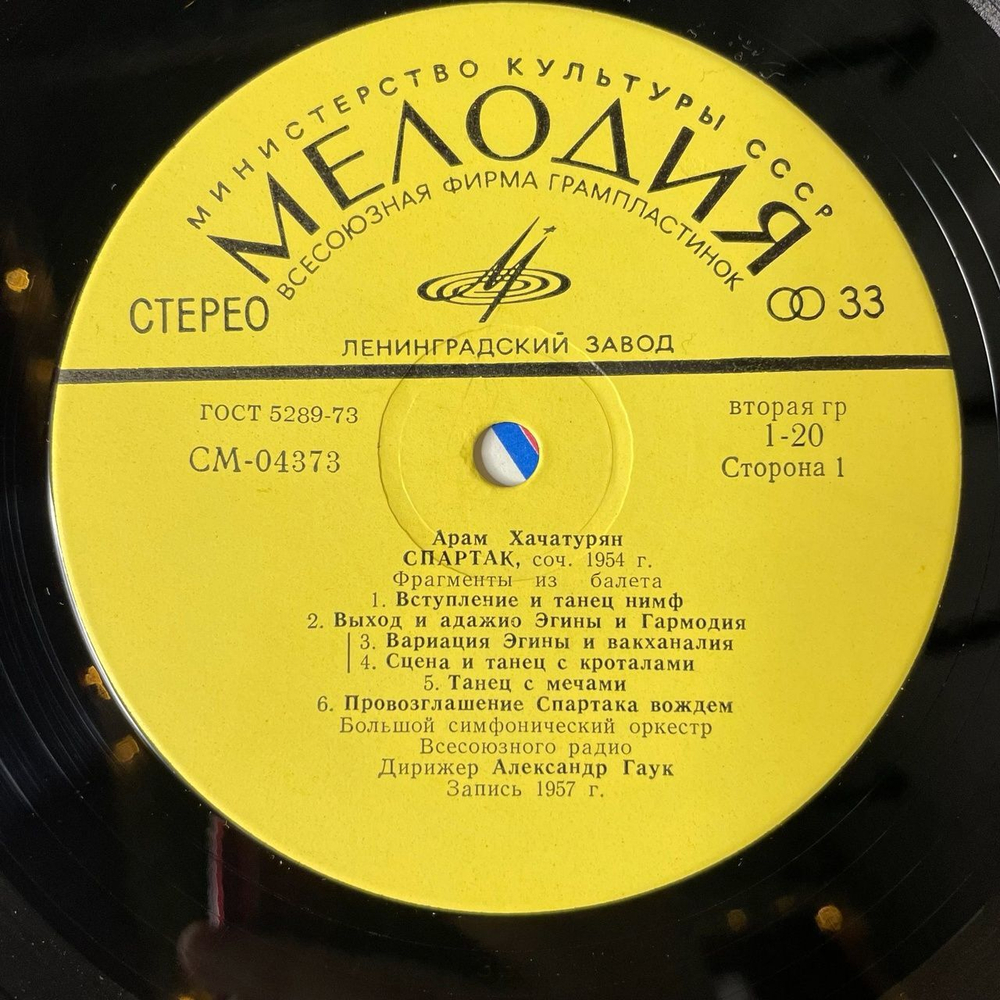 МИНИСТЕРСТВО КУЛЬТУРЫ СССР
МЕЛОДИЯ
ВСЕСОЮЗНАЯ ФИРМА ГРАМПЛАСТИНОК
СТЕРЕО
33
ЛЕНИНГРАДСКИЙ ЗАВОД
ГОСТ 5289-73
СМ-04373
вторая гр
1-20
Сторона 1
Арам Хачатурян
СПАРТАК, соч. 1954 г.
Фрагменты из балета
1. Вступление и танец нимф
2. Выход и адажио Эгины и Гармодия
3. Вариация Эгины и вакханалия
4. Сцена и танец с кроталами
5. Танец с мечами
6. Провозглашение Спартака вождем
Большой симфонический оркестр
Всесоюзного радио
Дирижер Александр Гаук
Запись 1957 г.